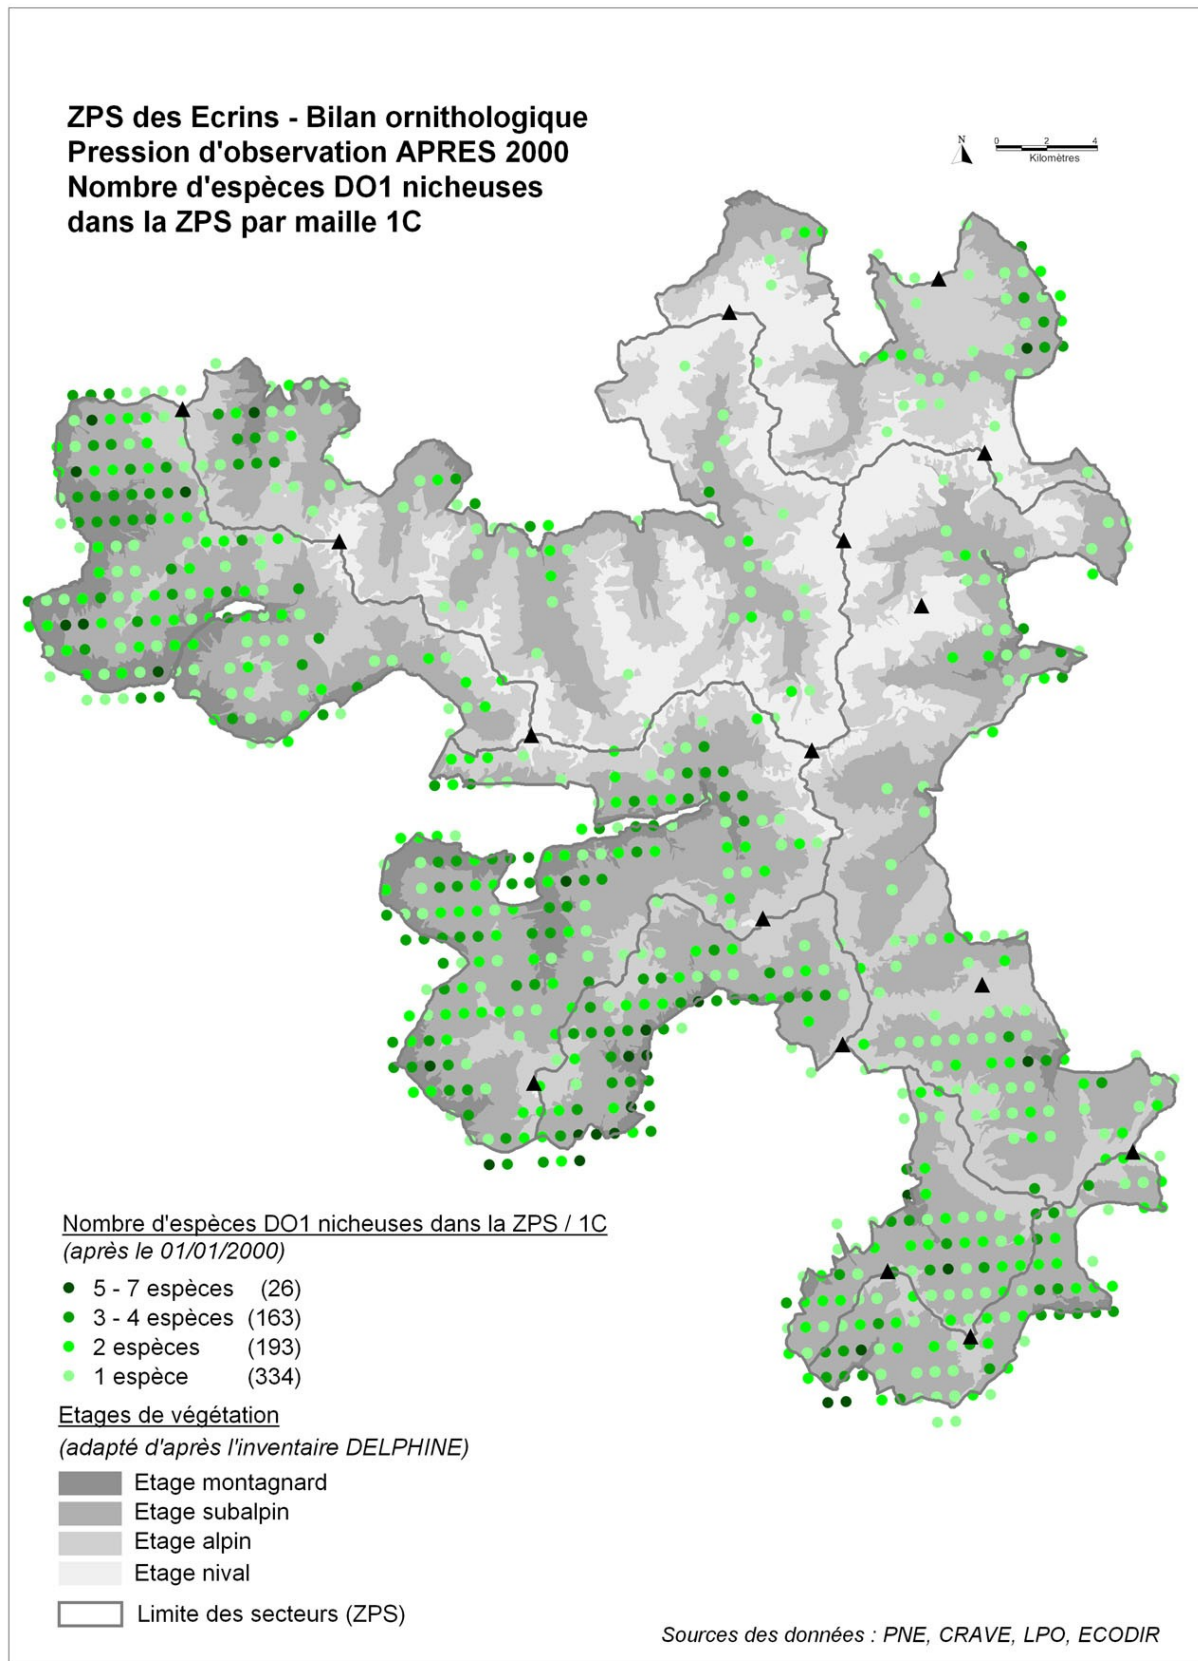 ZPS des Ecrins - Bilan ornithologique
Pression d'observation APRES 2000
Nombre d'espèces DO1 nicheuses
dans la ZPS par maille 1C
N
0 2 4
Kilomètres
Nombre d'espèces DO1 nicheuses dans la ZPS / 1C
(après le 01/01/2000)
5 - 7 espèces (26)
3 - 4 espèces (163)
2 espèces (193)
1 espèce (334)
Etages de végétation
(adapté d'après l'inventaire DELPHINE)
Etage montagnard
Etage subalpin
Etage alpin
Etage nival
Limite des secteurs (ZPS)
Sources des données : PNE, CRAVE, LPO, ECODIR